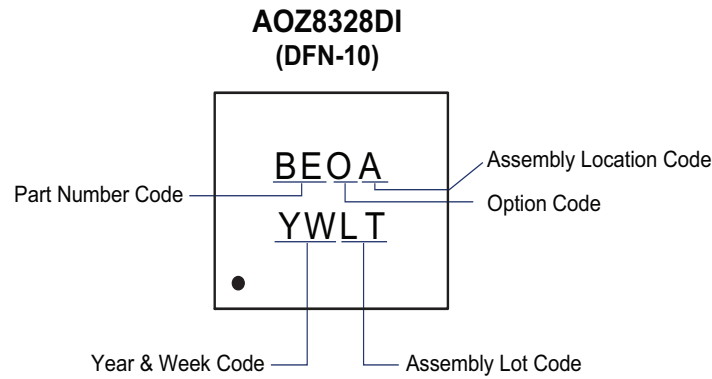 AOZ8328DI
(DFN-10)
BEOA
Assembly Location Code
Part Number Code
Option Code
YWLT
Year & Week Code
Assembly Lot Code